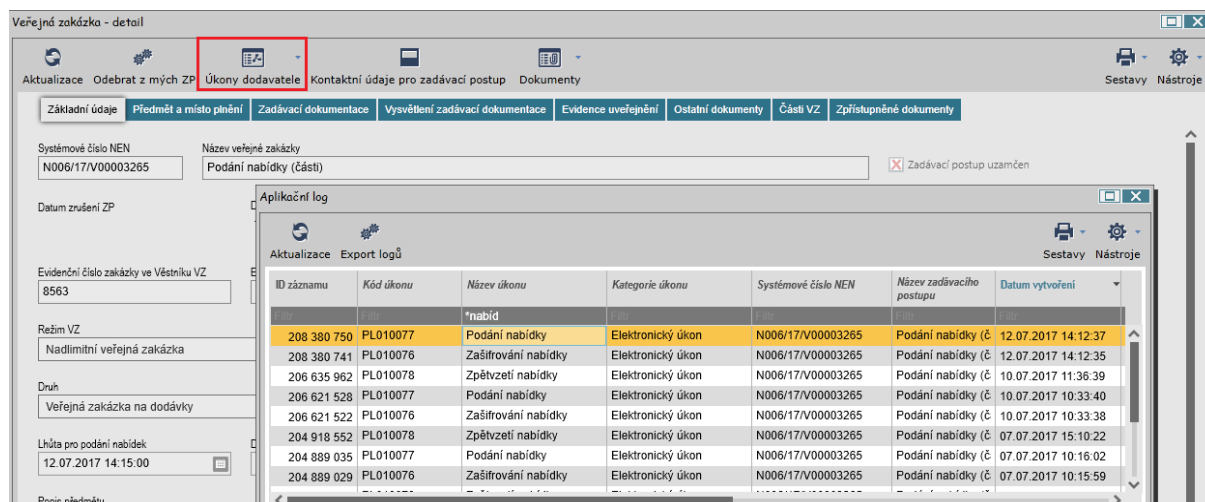 Veřejná zakázka - detail
Aktualizace Odebrat z mých ZP Úkony dodavatele Kontaktní údaje pro zadávací postup Dokumenty Sestavy Nástroje
Základní údaje Předmět a místo plnění Zadávací dokumentace Vysvětlení zadávací dokumentace Evidence uveřejnění Ostatní dokumenty Části VZ Zpřístupněné dokumenty
Systémové číslo NEN Název veřejné zakázky
N006/17/V00003265 Podání nabídky (části) Zadávací postup uzamčen
Datum zrušení ZP
Evidenční číslo zakázky ve Věstníku VZ
8563
Režim VZ
Nadlimitní veřejná zakázka
Druh
Veřejná zakázka na dodávky
Lhůta pro podání nabídek
12.07.2017 14:15:00
Popis předmětu
Aplikační log
Aktualizace Export logů Sestavy Nástroje
ID záznamu Kód úkonu Název úkonu Kategorie úkonu Systémové číslo NEN Název zadávacího postupu Datum vytvoření
Filtr Filtr *nabíd Filtr Filtr Filtr Filtr
208 380 750 PL010077 Podání nabídky Elektronický úkon N006/17/V00003265 Podání nabídky (č 12.07.2017 14:12:37
208 380 741 PL010076 Zašifrování nabídky Elektronický úkon N006/17/V00003265 Podání nabídky (č 12.07.2017 14:12:35
206 635 962 PL010078 Zpětvzetí nabídky Elektronický úkon N006/17/V00003265 Podání nabídky (č 10.07.2017 11:36:39
206 621 528 PL010077 Podání nabídky Elektronický úkon N006/17/V00003265 Podání nabídky (č 10.07.2017 10:33:40
206 621 522 PL010076 Zašifrování nabídky Elektronický úkon N006/17/V00003265 Podání nabídky (č 10.07.2017 10:33:38
204 918 552 PL010078 Zpětvzetí nabídky Elektronický úkon N006/17/V00003265 Podání nabídky (č 07.07.2017 15:10:22
204 889 035 PL010077 Podání nabídky Elektronický úkon N006/17/V00003265 Podání nabídky (č 07.07.2017 10:16:02
204 889 029 PL010076 Zašifrování nabídky Elektronický úkon N006/17/V00003265 Podání nabídky (č 07.07.2017 10:15:59